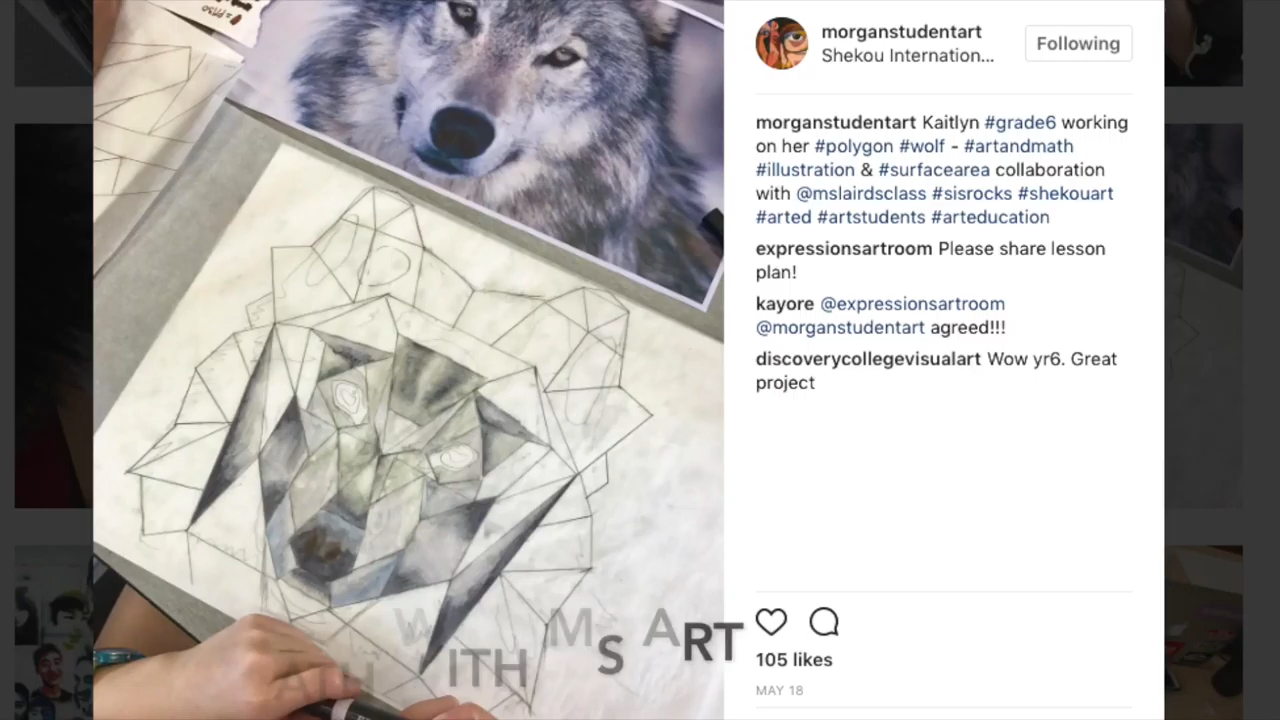 morganstudentart
Shekou Internation...
Following
morganstudentart Kaitlyn #grade6 working
on her #polygon #wolf - #artandmath
#illustration & #surfacearea collaboration
with @mslairdsclass #sisrocks #shekouart
#arted #artstudents #arteducation
expressionsartroom Please share lesson
plan!
kayore @expressionsartroom
@morganstudentart agreed!!!
discoverycollegevisualart Wow yr6. Great
project
105 likes
MAY 18
MS ART
WITH